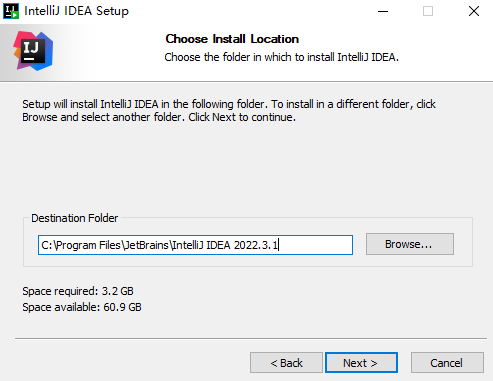 IntelliJ IDEA Setup
IJ
Choose Install Location
Choose the folder in which to install IntelliJ IDEA.
Setup will install IntelliJ IDEA in the following folder. To install in a different folder, click
Browse and select another folder. Click Next to continue.
Destination Folder
C:\Program Files\JetBrains\IntelliJ IDEA 2022.3.1
Browse...
Space required: 3.2 GB
Space available: 60.9 GB
< Back
Next >
Cancel